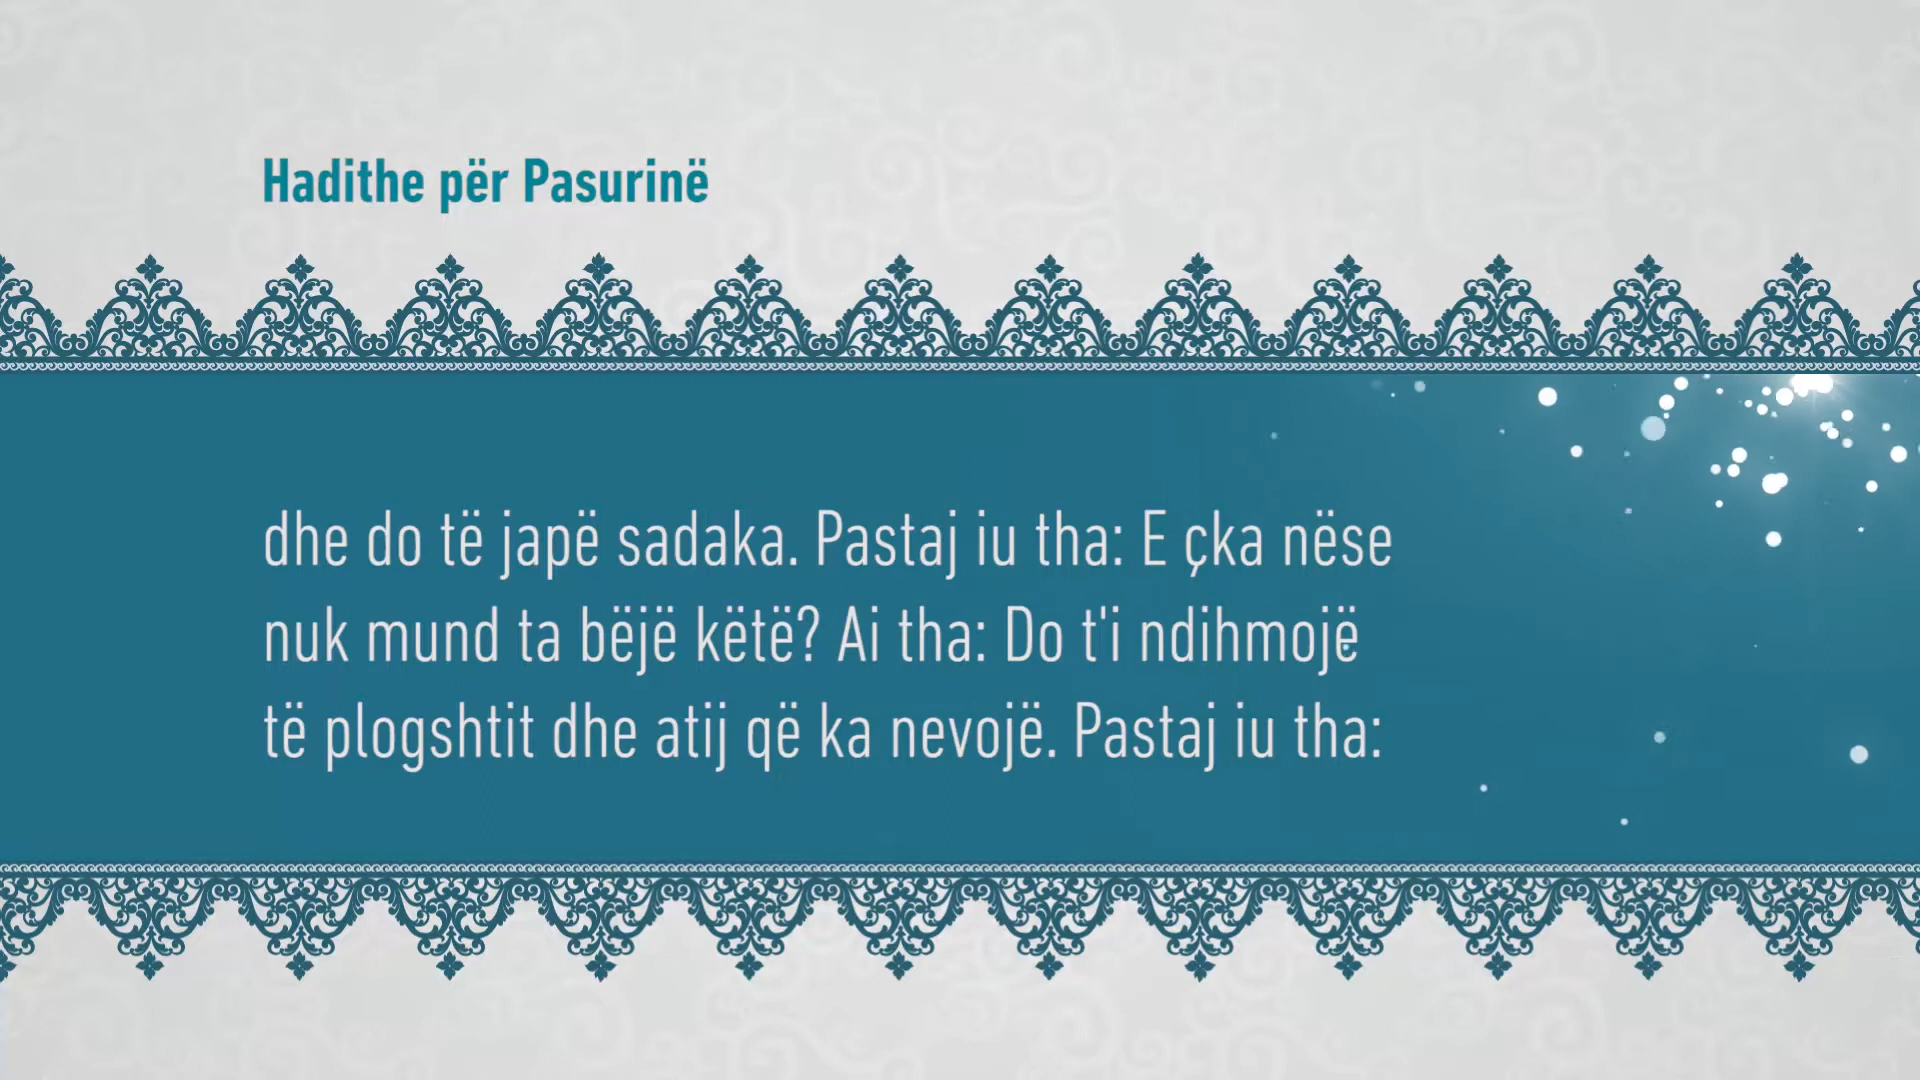 Hadithe për Pasurinë
dhe do të japë sadaka. Pastaj iu tha: E çka nëse
nuk mund ta bëjë këtë? Ai tha: Do t'i ndihmojë
të plogshtit dhe atij që ka nevojë. Pastaj iu tha: